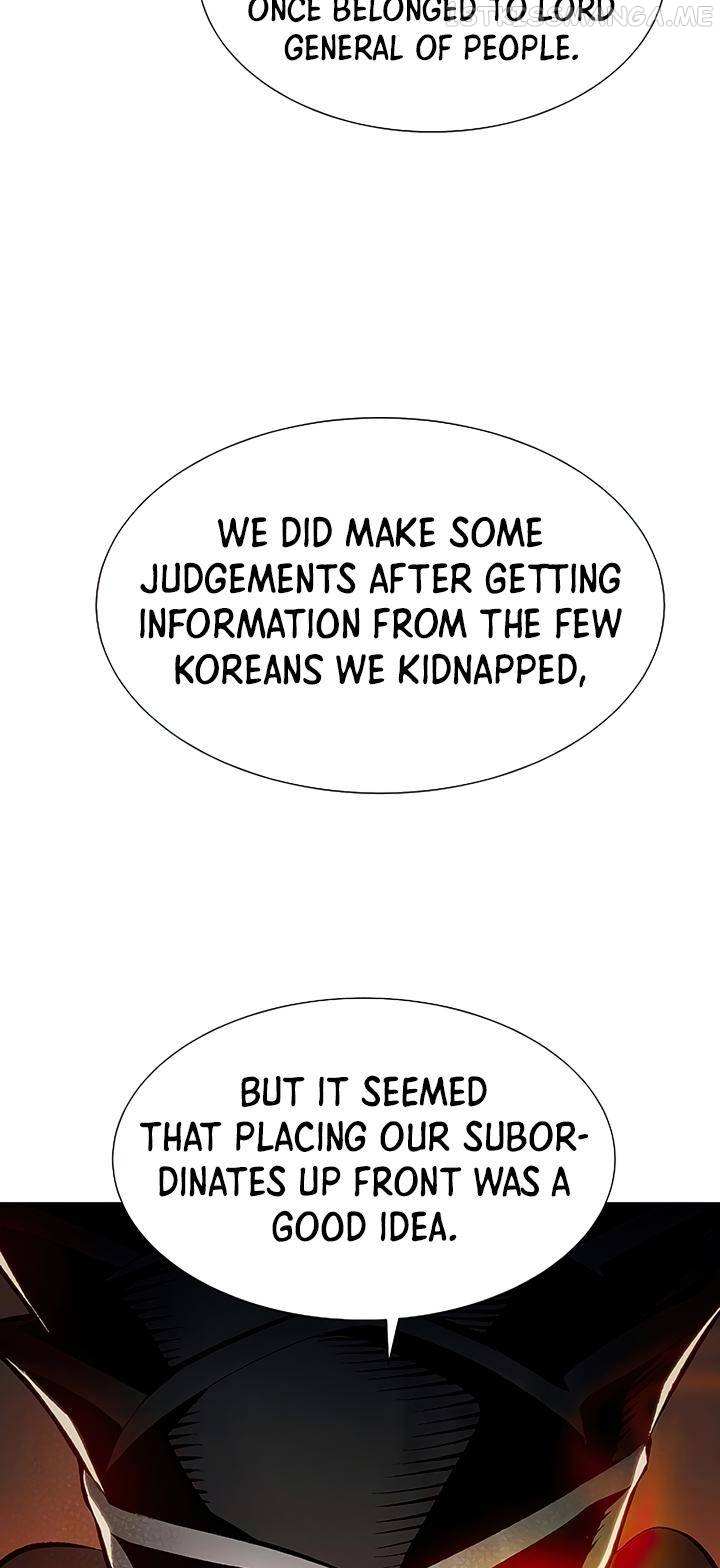 ONCE BELONGED TO LORD
GENERAL OF PEOPLE.
WE DID MAKE SOME
JUDGEMENTS AFTER GETTING
INFORMATION FROM THE FEW
KOREANS WE KIDNAPPED,
BUT IT SEEMED
THAT PLACING OUR SUBOR-
DINATES UP FRONT WAS A
GOOD IDEA.